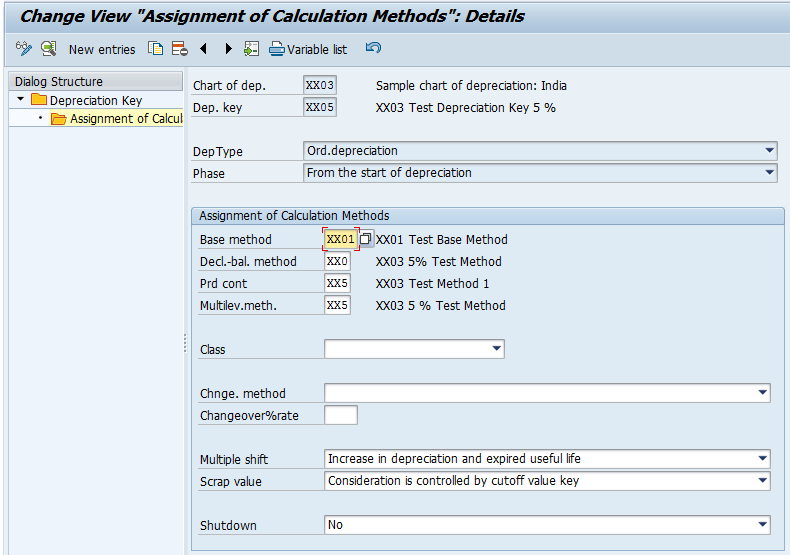 Change View "Assignment of Calculation Methods": Details
New entries Variable list
Dialog Structure
Depreciation Key
Assignment of Calcul
Chart of dep. XX03 Sample chart of depreciation: India
Dep. key XX05 XX03 Test Depreciation Key 5 %
DepType Ord.depreciation
Phase From the start of depreciation
Assignment of Calculation Methods
Base method XX01 XX01 Test Base Method
Decl.-bal. method XX0 XX03 5% Test Method
Prd cont XX5 XX03 Test Method 1
Multilev.meth. XX5 XX03 5 % Test Method
Class
Chnge. method
Changeover%rate
Multiple shift Increase in depreciation and expired useful life
Scrap value Consideration is controlled by cutoff value key
Shutdown No